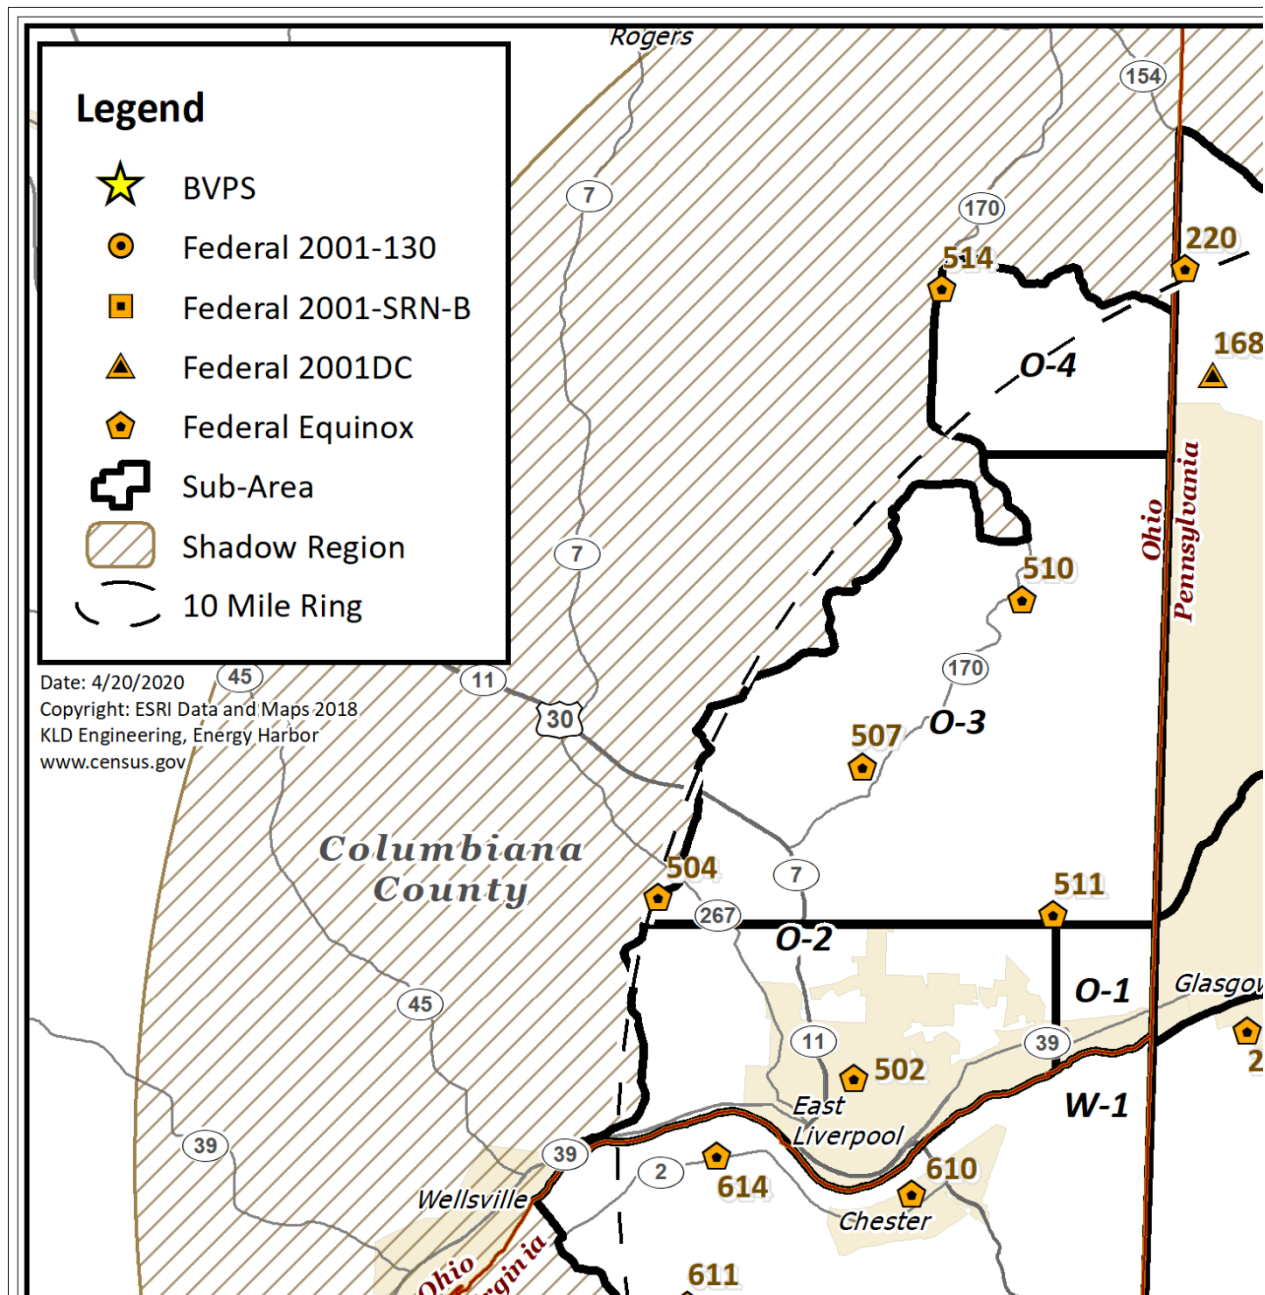 Rogers
Legend
BVPS
Federal 2001-130
Federal 2001-SRN-B
Federal 2001DC
Federal Equinox
Sub-Area
Shadow Region
10 Mile Ring
Date: 4/20/2020
Copyright: ESRI Data and Maps 2018
KLD Engineering, Energy Harbor
www.census.gov
154
7
170
220
514
168
O-4
Ohio
Pennsylvania
7
510
45
11
170
30
O-3
507
Columbiana
County
504
7
511
267
O-2
Glasgow
O-1
45
11
39
502
2
East
Liverpool
W-1
39
39
2
614
610
Wellsville
Chester
Ohio
rginia
611